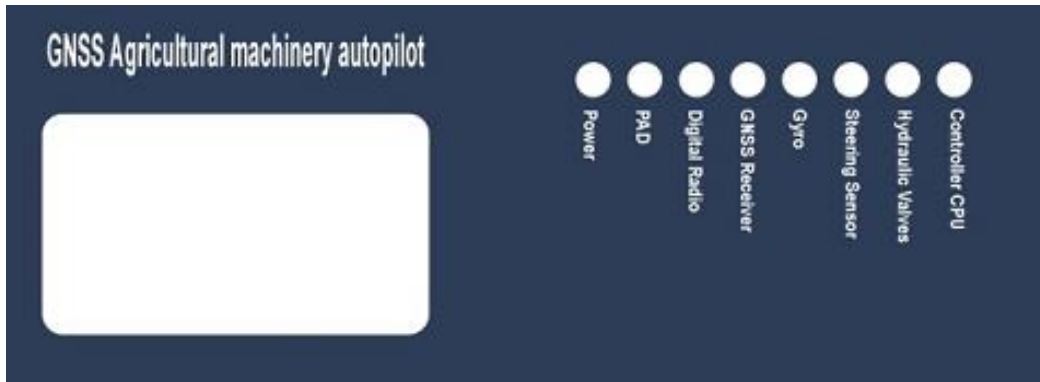 GNSS Agricultural machinery autopilot
Power
PAD
Digital Radio
GNSS Receiver
Gyro
Steering Sensor
Hydraulic Valves
Controller CPU